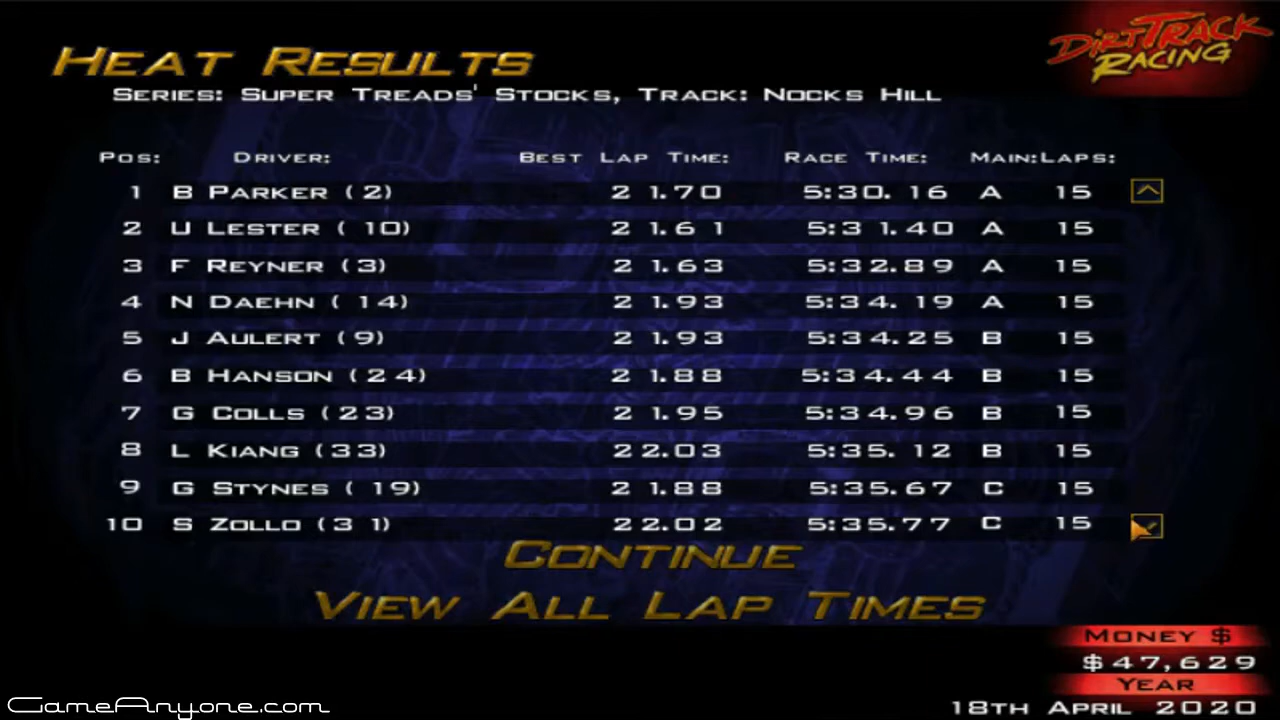 Heat Results
Dirt Track Racing
Series: Super Treads' Stocks, Track: Nocks Hill
Pos: Driver: Best Lap Time: Race Time: Main: Laps:
1 B Parker (2) 21.70 5:30.16 A 15
2 U Lester (10) 21.61 5:31.40 A 15
3 F Reyner (3) 21.63 5:32.89 A 15
4 N Daehn (14) 21.93 5:34.19 A 15
5 J Aulert (9) 21.93 5:34.25 B 15
6 B Hanson (24) 21.88 5:34.44 B 15
7 G Colls (23) 21.95 5:34.96 B 15
8 L Kiang (33) 22.03 5:35.12 B 15
9 G Stynes (19) 21.88 5:35.67 C 15
10 S Zollo (31) 22.02 5:35.77 C 15
Continue
View All Lap Times
Money $
$47,629
Year
18th April 2020
GameAnyone.com